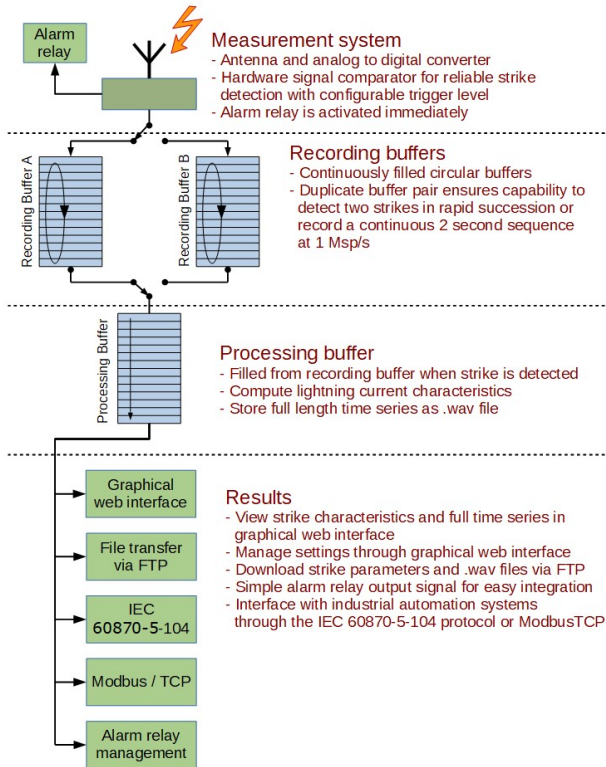 Alarm
relay
Measurement system
- Antenna and analog to digital converter
- Hardware signal comparator for reliable strike
detection with configurable trigger level
- Alarm relay is activated immediately
Recording Buffer A
Recording Buffer B
Recording buffers
- Continuously filled circular buffers
- Duplicate buffer pair ensures capability to
detect two strikes in rapid succession or
record a continuous 2 second sequence
at 1 Msp/s
Processing Buffer
Processing buffer
- Filled from recording buffer when strike is detected
- Compute lightning current characteristics
- Store full length time series as .wav file
Graphical
web interface
File transfer
via FTP
IEC
60870-5-104
Modbus / TCP
Alarm relay
management
Results
- View strike characteristics and full time series in
graphical web interface
- Manage settings through graphical web interface
- Download strike parameters and .wav files via FTP
- Simple alarm relay output signal for easy integration
- Interface with industrial automation systems
through the IEC 60870-5-104 protocol or ModbusTCP